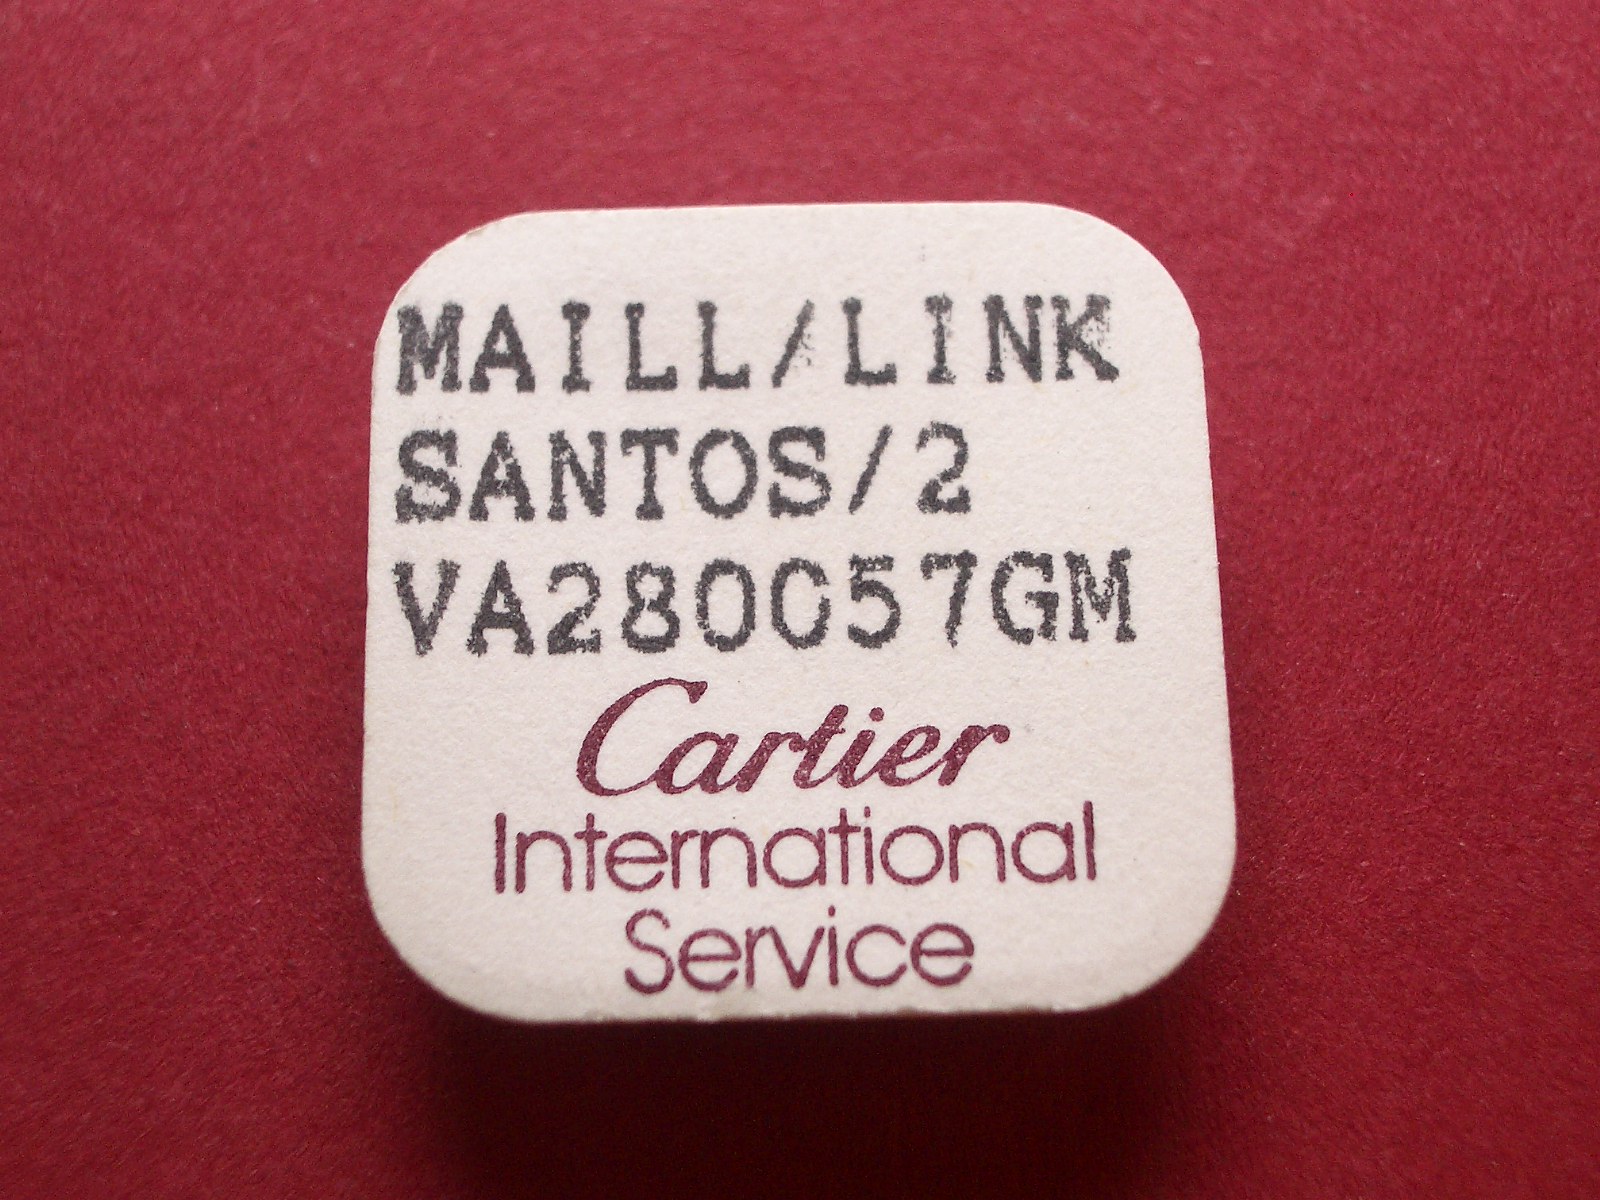 MAILL/LINK
SANTOS/2
VA280057GM
Cartier
International
Service